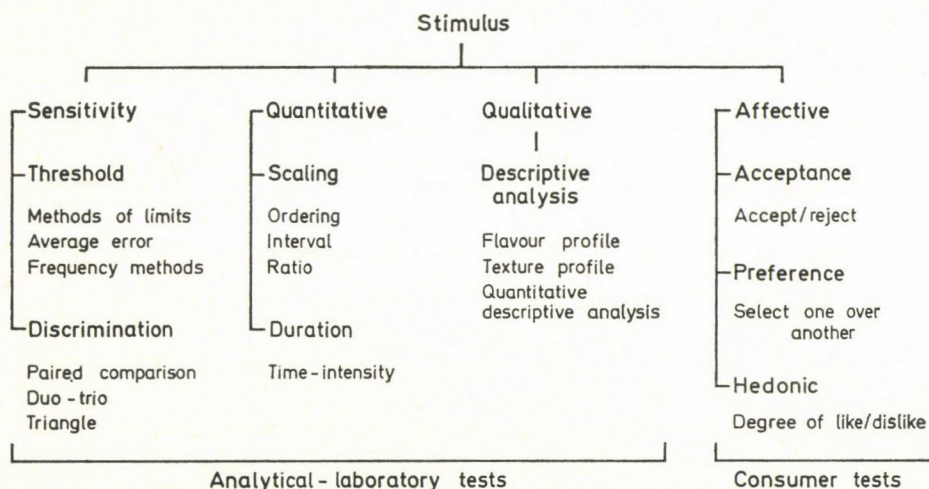 Stimulus
Sensitivity
Threshold
Methods of limits
Average error
Frequency methods
Discrimination
Paired comparison
Duo-trio
Triangle
Quantitative
Scaling
Ordering
Interval
Ratio
Duration
Time-intensity
Qualitative
Descriptive
analysis
Flavour profile
Texture profile
Quantitative
descriptive analysis
Affective
Acceptance
Accept/reject
Preference
Select one over
another
Hedonic
Degree of like/dislike
Analytical-laboratory tests
Consumer tests